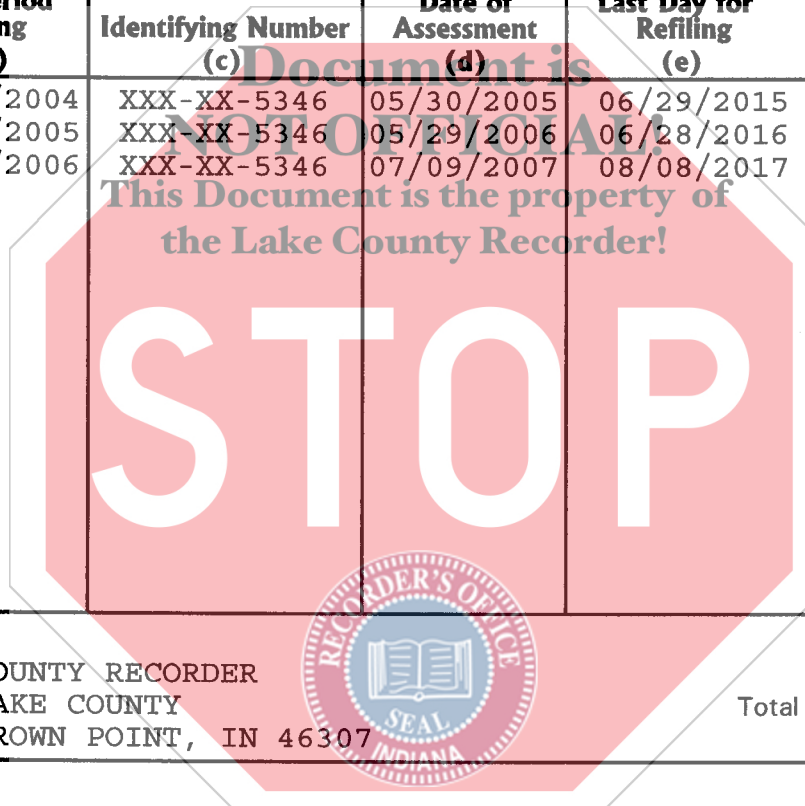 eriod
ng
)
Identifying Number
(c)
Date of
Assessment
(d)
Last Day for
Refiling
(e)
/2004 XXX-XX-5346 05/30/2005 06/29/2015
/2005 XXX-XX-5346 05/29/2006 06/28/2016
/2006 XXX-XX-5346 07/09/2007 08/08/2017
Document is
NOT OFFICIAL!
This Document is the property of
the Lake County Recorder!
STOP
RECORDER'S OFFICE
SEAL
INDIANA
OUNTY RECORDER
AKE COUNTY
ROWN POINT, IN 46307
Total